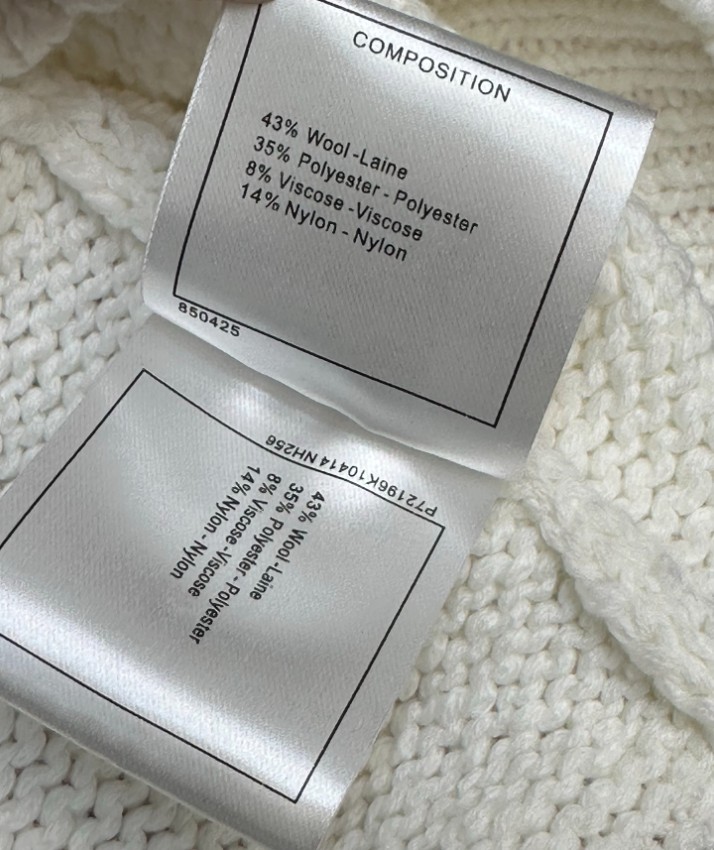 COMPOSITION
43% Wool -Laine
35% Polyester - Polyester
8% Viscose -Viscose
14% Nylon - Nylon
850425
P72196K10414 NH256
43% Wool -Laine
35% Polyester - Polyester
8% Viscose -Viscose
14% Nylon - Nylon